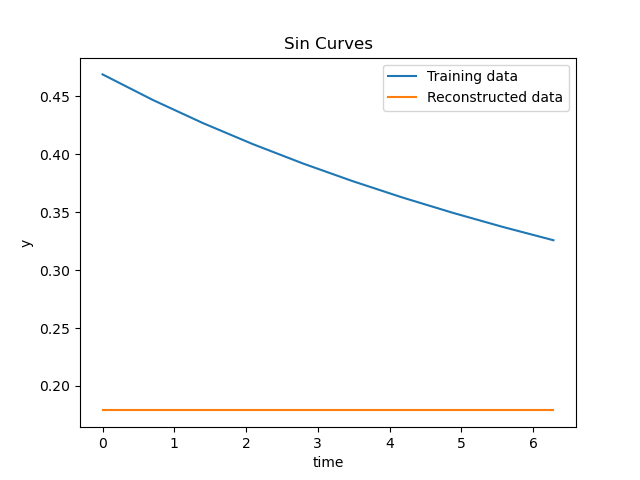 Sin Curves
Training data
Reconstructed data
0.45
0.40
0.35
0.30
0.25
0.20
y
0 1 2 3 4 5 6
time